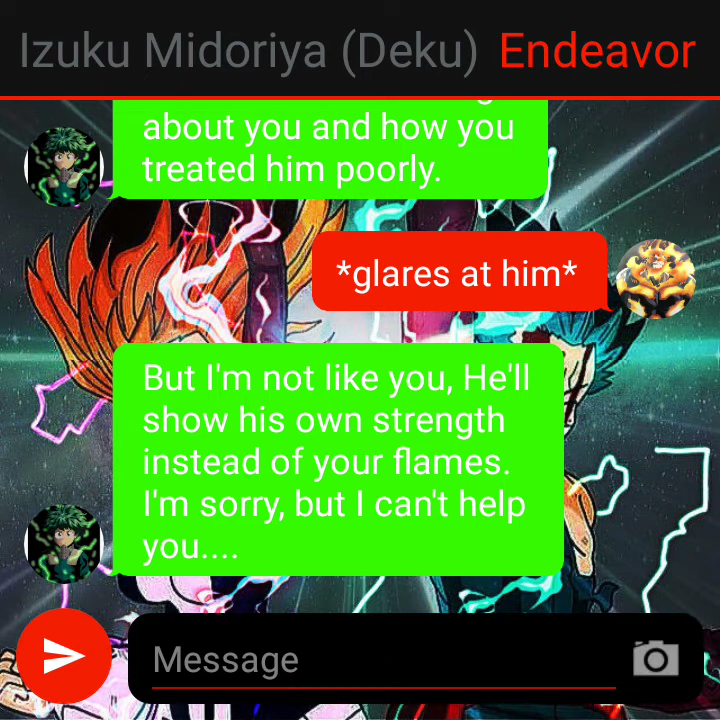 Izuku Midoriya (Deku) Endeavor
about you and how you
treated him poorly.
*glares at him*
But I'm not like you, He'll
show his own strength
instead of your flames.
I'm sorry, but I can't help
you....
Message